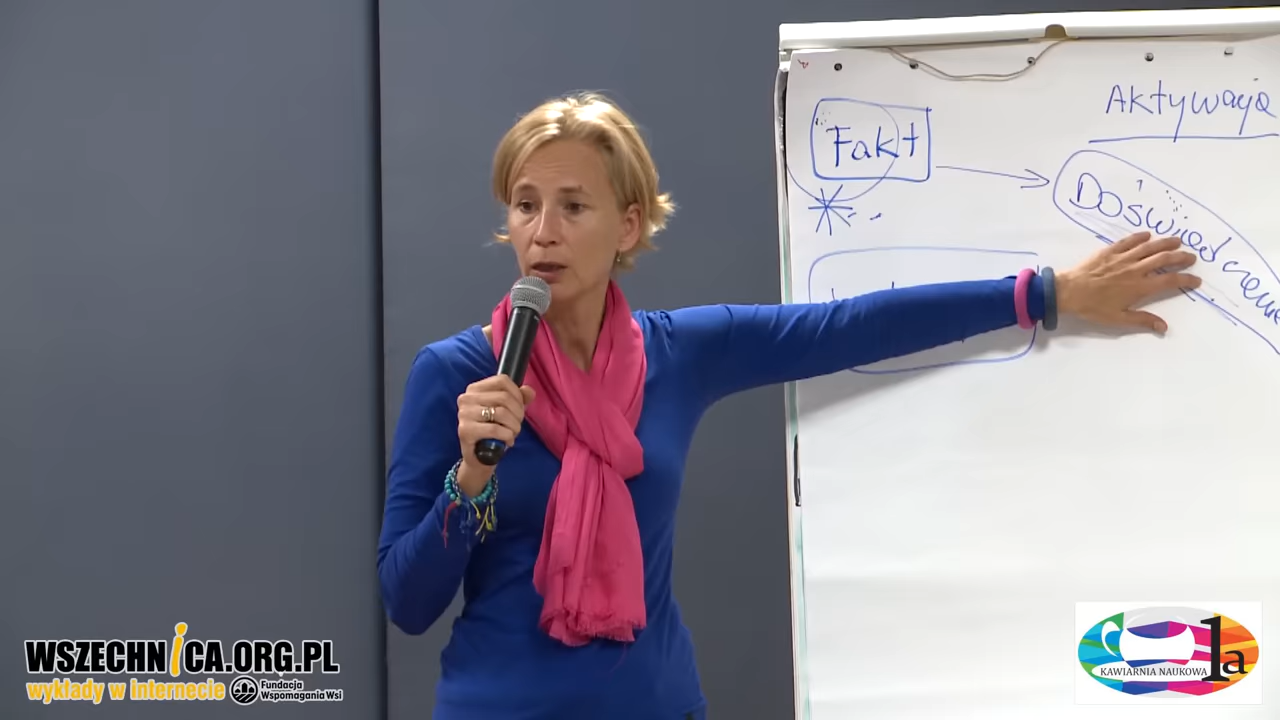 Aktywacja
Fakt
Doświadczenie
WSZECHNICA.ORG.PL
wykłady w internecie
Fundacja
Wspomagania Wsi
1a
KAWIARNIA NAUKOWA